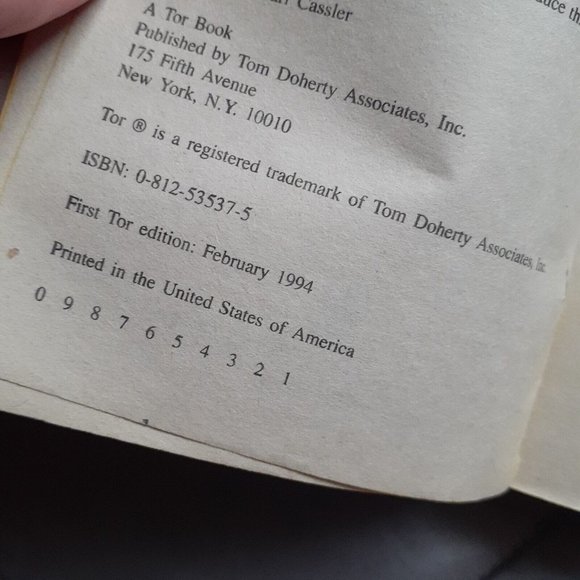 Cassler
A Tor Book
Published by Tom Doherty Associates, Inc.
175 Fifth Avenue
New York, N.Y. 10010
Tor ® is a registered trademark of Tom Doherty Associates, Inc.
ISBN: 0-812-53537-5
First Tor edition: February 1994
Printed in the United States of America
0 9 8 7 6 5 4 3 2 1